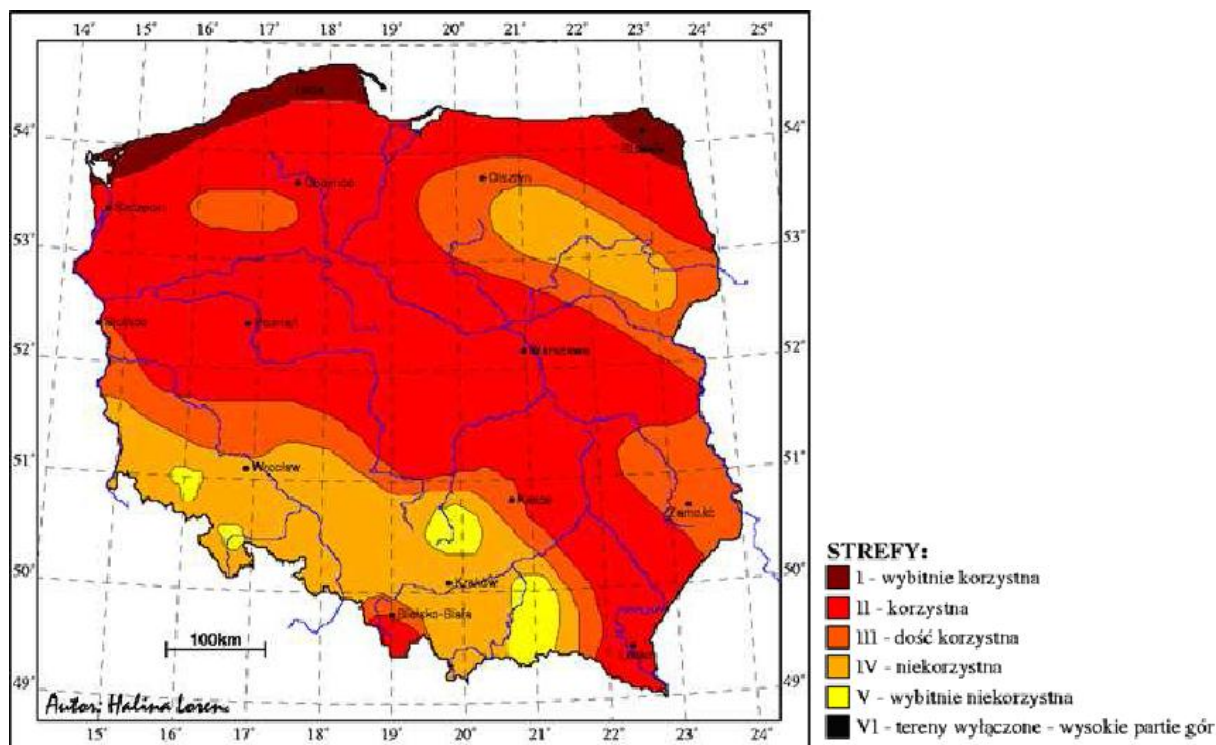 14° 15° 16° 17° 18° 19° 20° 21° 22° 23° 24°
54° 54°
Olsztyn
53° 53°
Poznań
Warszawa
52° 52°
Wrocław
51° 51°
Kielce
Zamość
50° 50°
Kraków
Bielsko-Biała
100km
49° 49°
Autor: Halina
15° 16° 17° 18° 19° 20° 21° 22° 23° 24° 25°
STREFY:
I - wybitnie korzystna
II - korzystna
III - dość korzystna
IV - niekorzystna
V - wybitnie niekorzystna
VI - tereny wyłączone - wysokie partie gór